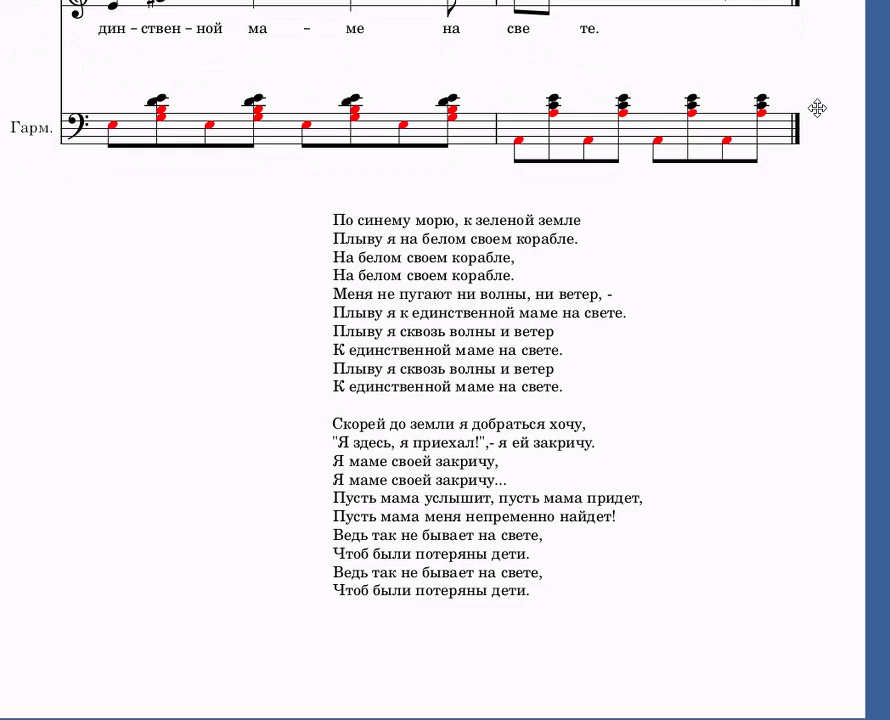 дин – ствен – ной ма – ме на све те.
Гарм.
По синему морю, к зеленой земле
Плыву я на белом своем корабле.
На белом своем корабле,
На белом своем корабле.
Меня не пугают ни волны, ни ветер, -
Плыву я к единственной маме на свете.
Плыву я сквозь волны и ветер
К единственной маме на свете.
Плыву я сквозь волны и ветер
К единственной маме на свете.
Скорей до земли я добраться хочу,
"Я здесь, я приехал!",- я ей закричу.
Я маме своей закричу,
Я маме своей закричу...
Пусть мама услышит, пусть мама придет,
Пусть мама меня непременно найдет!
Ведь так не бывает на свете,
Чтоб были потеряны дети.
Ведь так не бывает на свете,
Чтоб были потеряны дети.